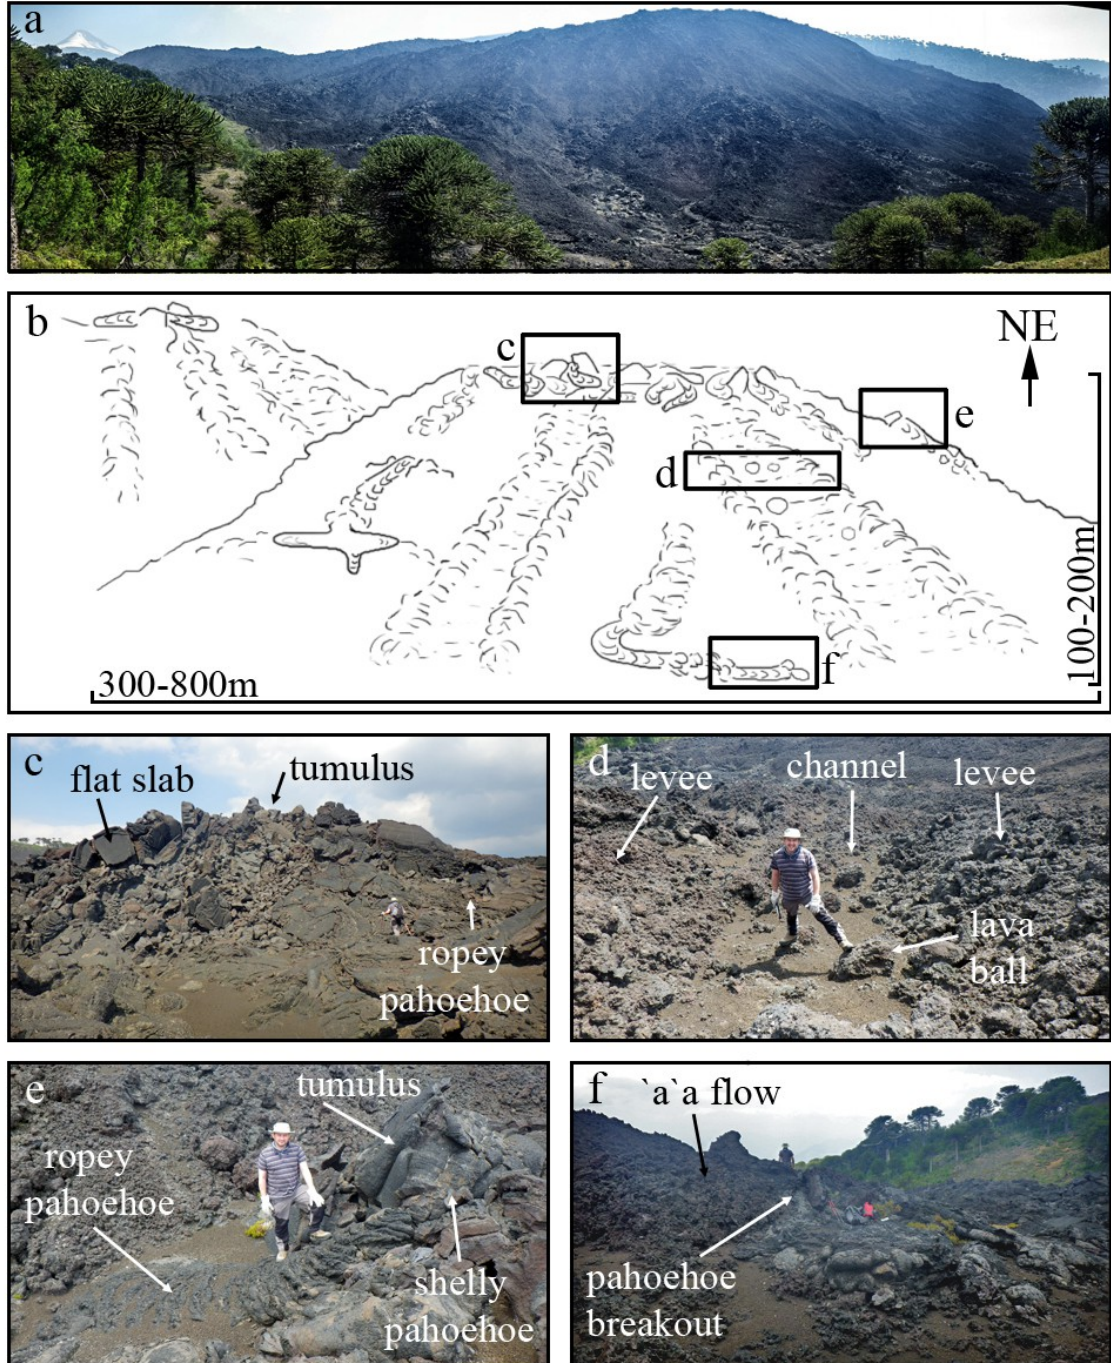 a
b
NE
c
e
d
f
100-200m
300-800m
c
flat slab
tumulus
ropey
pahoehoe
d
levee
channel
levee
lava
ball
e
tumulus
ropey
pahoehoe
shelly
pahoehoe
f
`a`a flow
pahoehoe
breakout